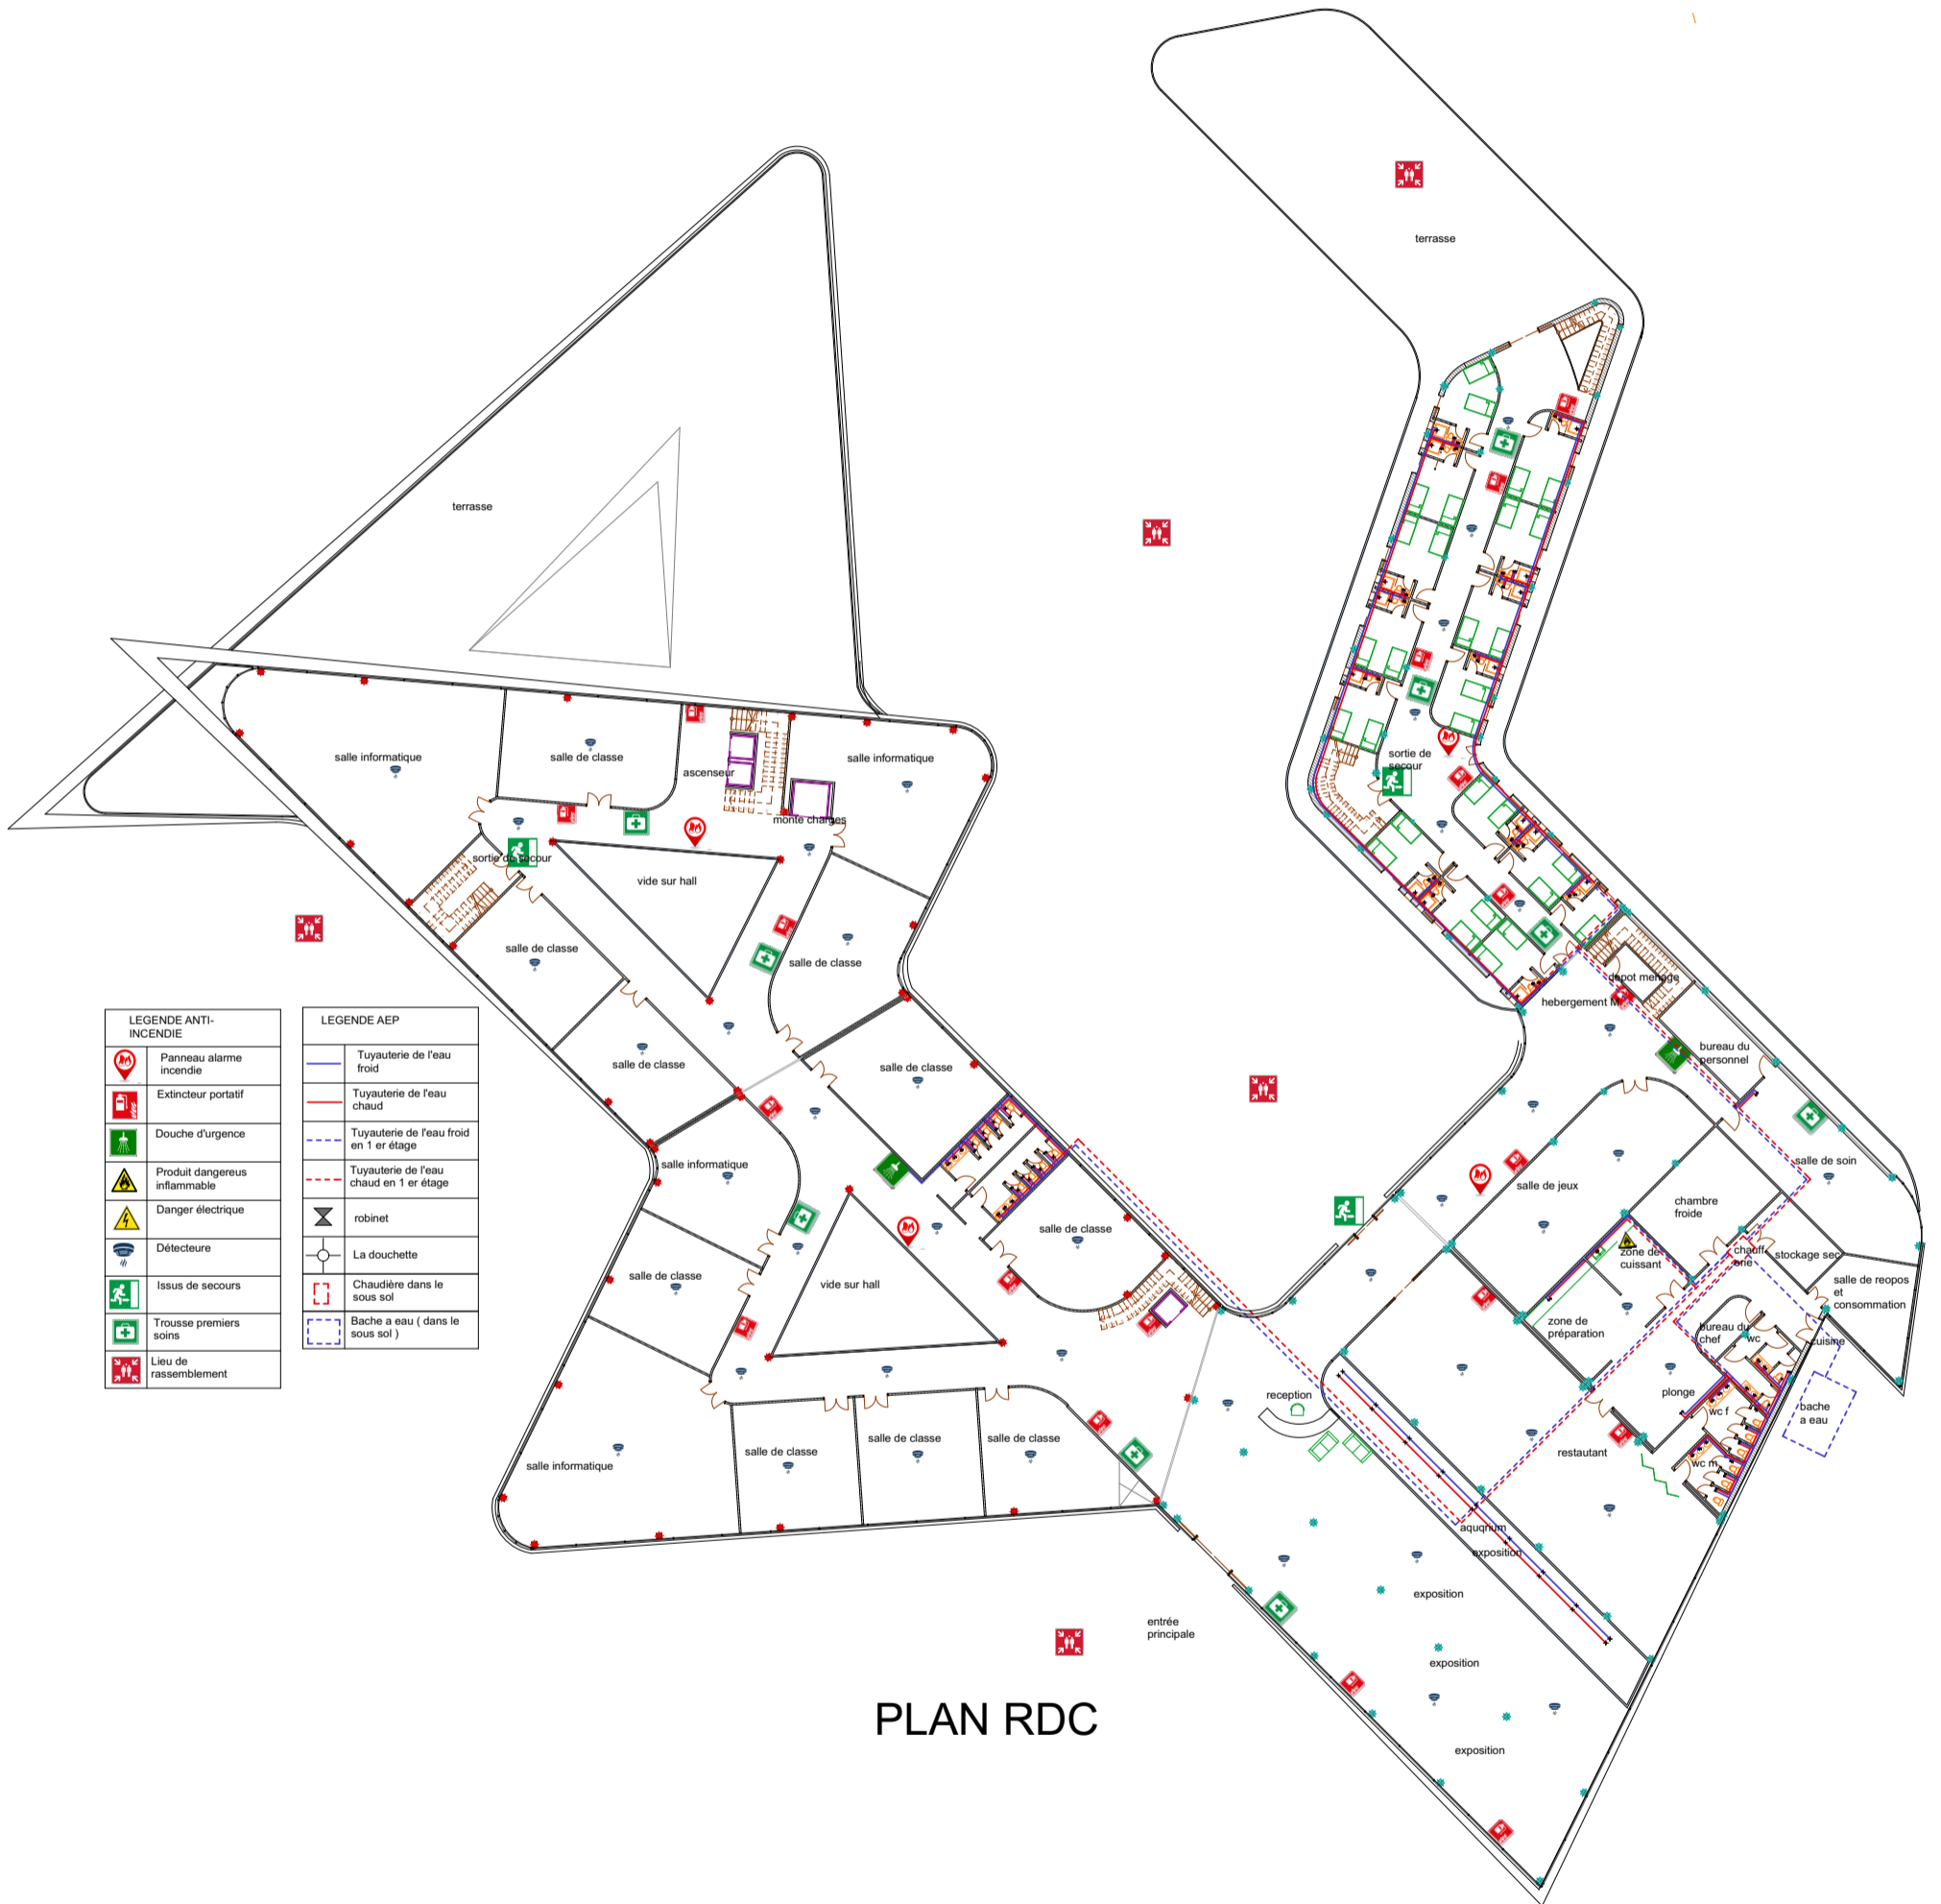 terrasse
terrasse
salle informatique
salle de classe
ascenseur
salle informatique
monte charges
sortie de
secour
sortie de secour
vide sur hall
salle de classe
salle de classe
salle de classe
salle de classe
salle informatique
salle de classe
salle de classe
vide sur hall
salle informatique
salle de classe
salle de classe
salle de classe
depot menage
hebergement M
bureau du
personnel
salle de soin
salle de jeux
chambre
froide
zone de
cuissant
chauff
erie
stockage sec
salle de reopos
et
consommation
zone de
préparation
bureau du
chef
wc
cuisine
reception
plonge
wc f
bache
a eau
restautant
wc m
aquqrium
exposition
exposition
exposition
exposition
entrée
principale
LEGENDE ANTI-
INCENDIE
Panneau alarme
incendie
Extincteur portatif
Douche d'urgence
Produit dangereus
inflammable
Danger électrique
Détecteure
Issus de secours
Trousse premiers
soins
Lieu de
rassemblement
LEGENDE AEP
Tuyauterie de l'eau
froid
Tuyauterie de l'eau
chaud
Tuyauterie de l'eau froid
en 1 er étage
Tuyauterie de l'eau
chaud en 1 er étage
robinet
La douchette
Chaudière dans le
sous sol
Bache a eau ( dans le
sous sol )
PLAN RDC